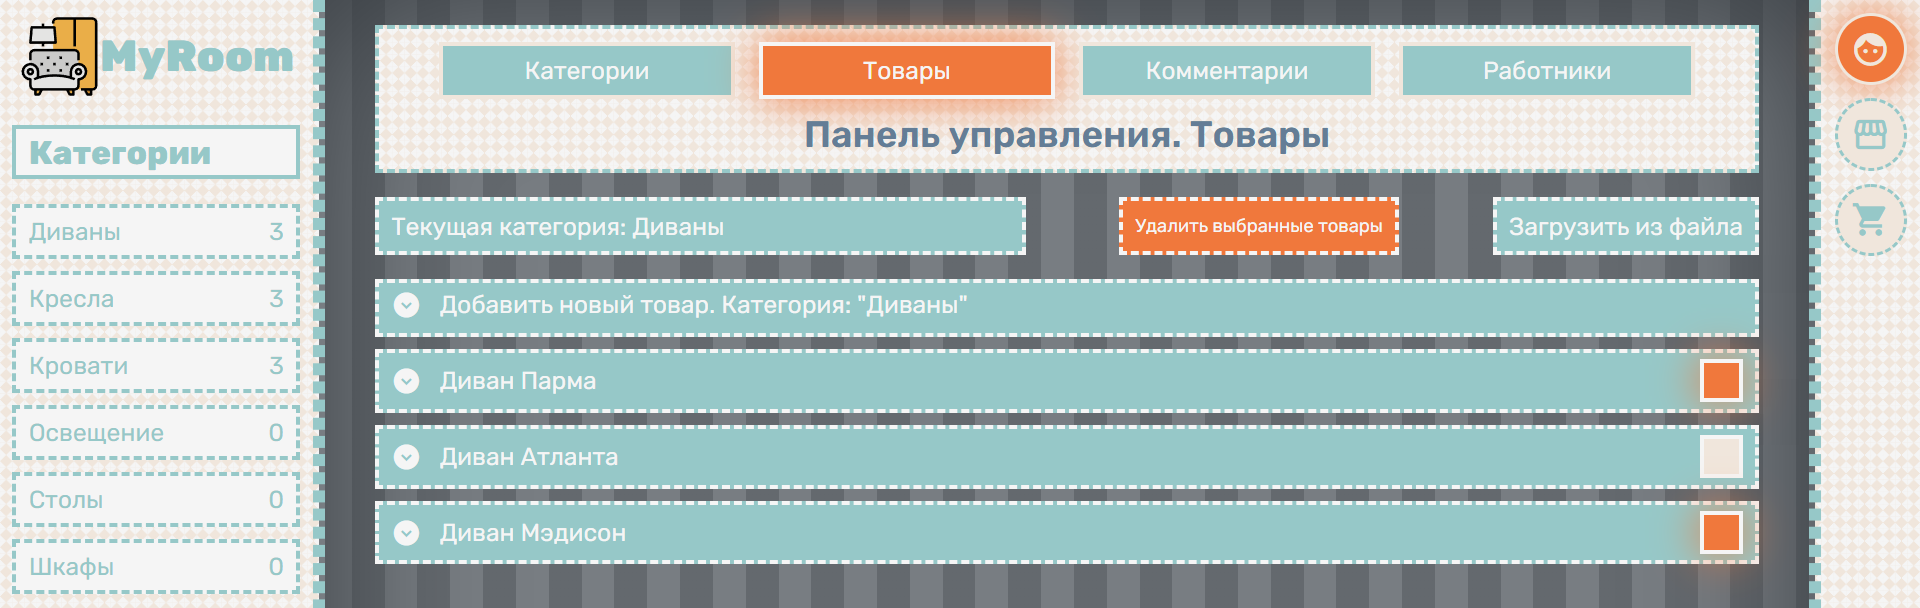 MyRoom
Категории
Диваны 3
Кресла 3
Кровати 3
Освещение 0
Столы 0
Шкафы 0
Категории Товары Комментарии Работники
Панель управления. Товары
Текущая категория: Диваны Удалить выбранные товары Загрузить из файла
Добавить новый товар. Категория: "Диваны"
Диван Парма
Диван Атланта
Диван Мэдисон